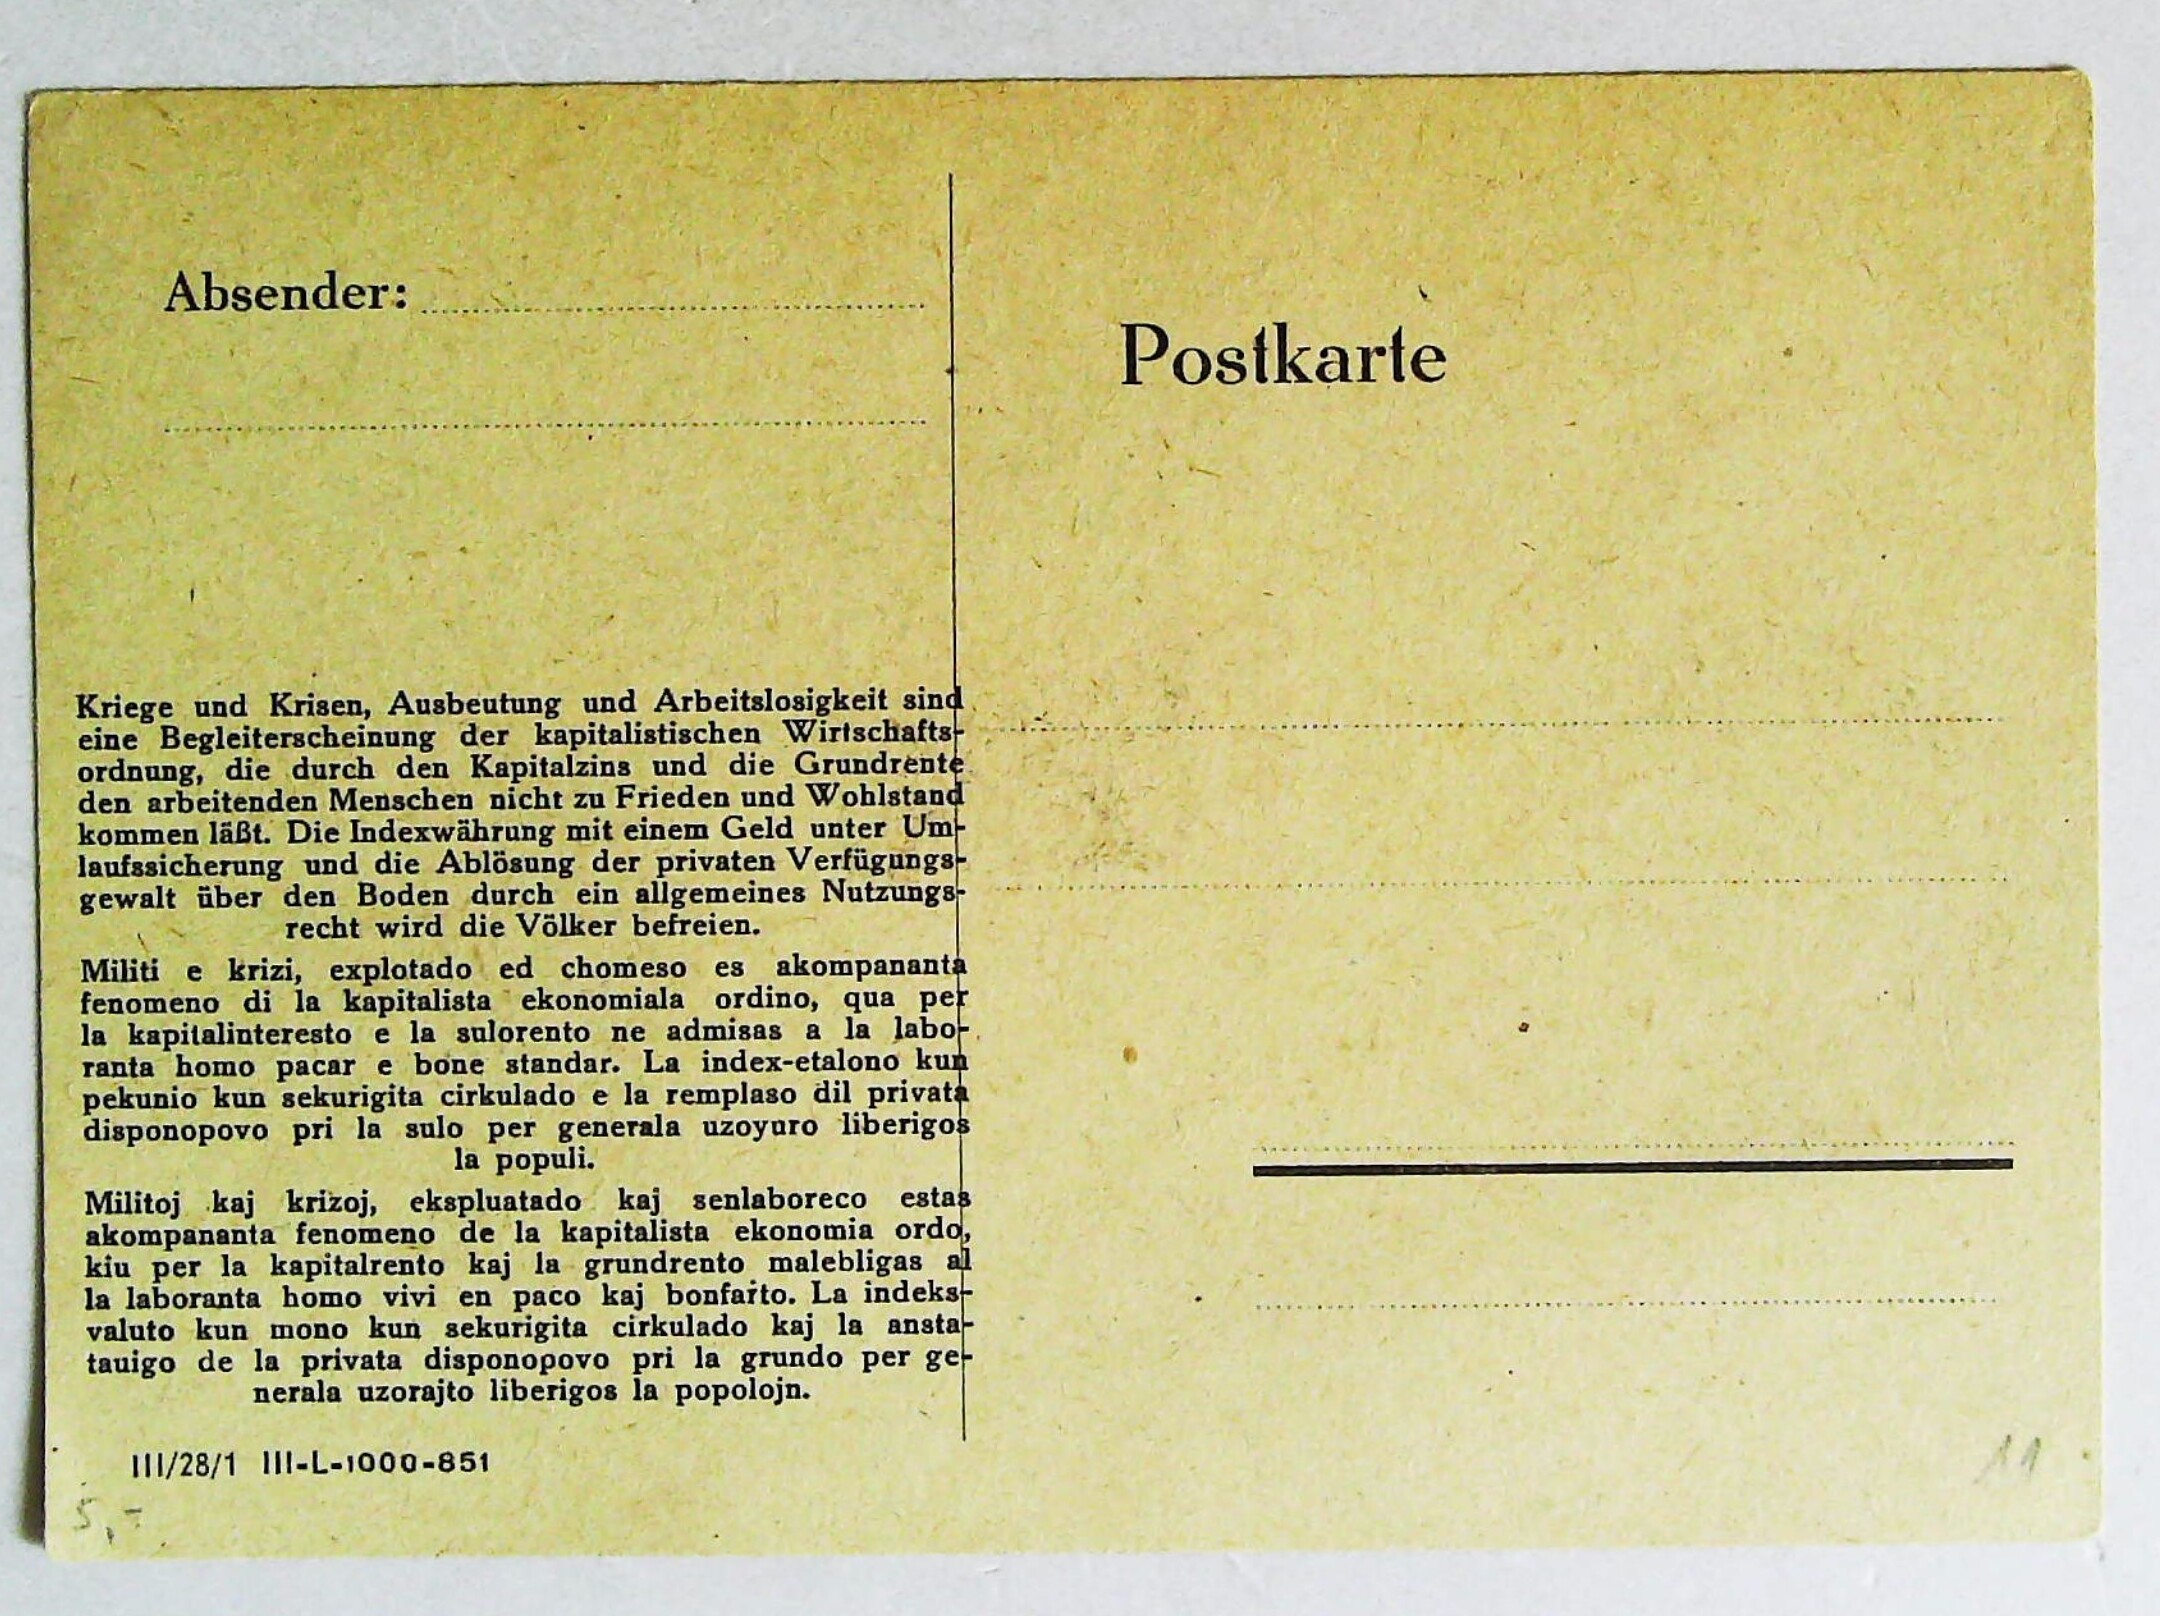 Absender:
Postkarte
Kriege und Krisen, Ausbeutung und Arbeitslosigkeit sind
eine Begleiterscheinung der kapitalistischen Wirtschafts-
ordnung, die durch den Kapitalzins und die Grundrente
den arbeitenden Menschen nicht zu Frieden und Wohlstand
kommen läßt. Die Indexwährung mit einem Geld unter Um-
laufssicherung und die Ablösung der privaten Verfügungs-
gewalt über den Boden durch ein allgemeines Nutzungs-
recht wird die Völker befreien.
Militi e krizi, explotado ed chomeso es akompananta
fenomeno di la kapitalista ekonomiala ordino, qua per
la kapitalinteresto e la sulorento ne admisas a la labo-
ranta homo pacar e bone standar. La index-etalono kun
pekunio kun sekurigita cirkulado e la remplaso dil privata
disponopovo pri la sulo per generala uzoyuro liberigos
la populi.
Militoj kaj krizoj, ekspluatado kaj senlaboreco estas
akompananta fenomeno de la kapitalista ekonomia ordo,
kiu per la kapitalrento kaj la grundrento malebligas al
la laboranta homo vivi en paco kaj bonfarto. La indeks-
valuto kun mono kun sekurigita cirkulado kaj la ansta-
tauigo de la privata disponopovo pri la grundo per ge-
nerala uzorajto liberigos la popolojn.
III/28/1 III-L-1000-851
5,-
11